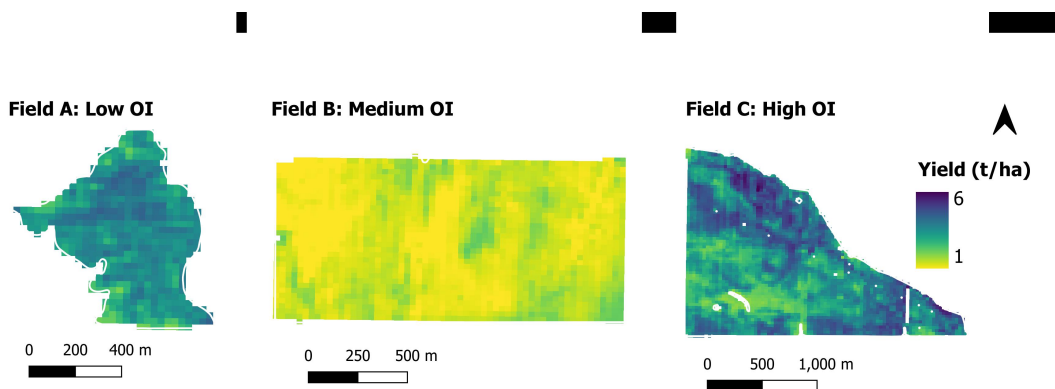 Field A: Low OI
Field B: Medium OI
Field C: High OI
Yield (t/ha)
6
1
0 200 400 m
0 250 500 m
0 500 1,000 m